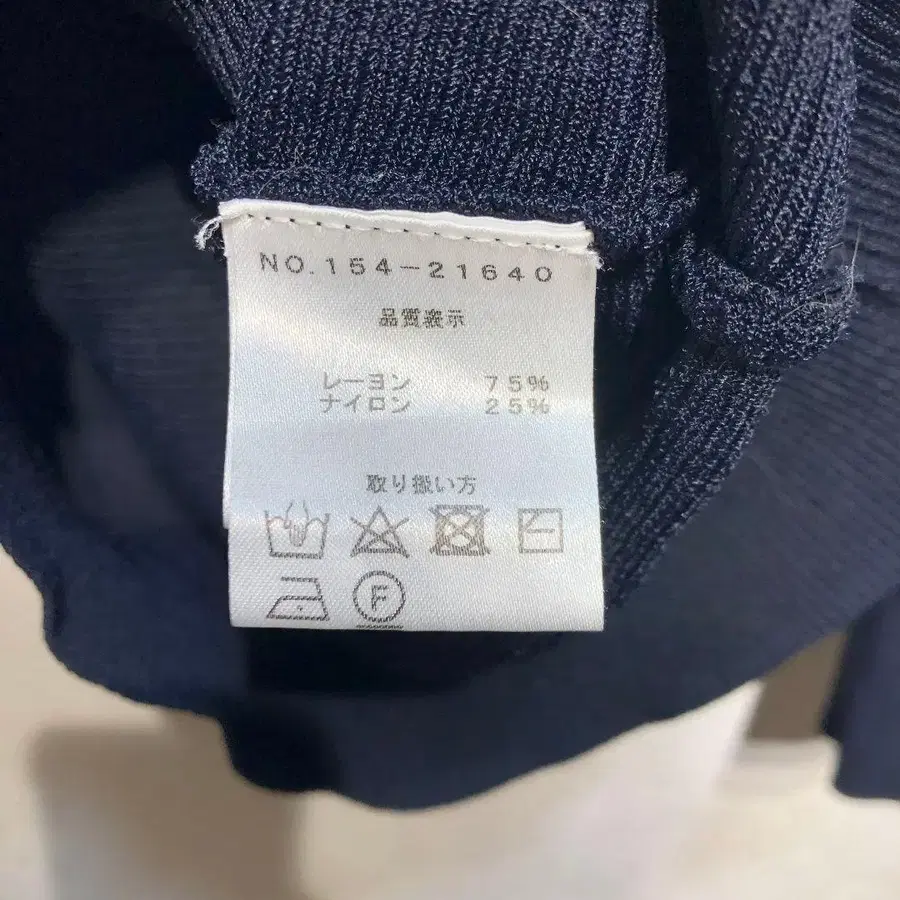 NO.154-21640
品質表示
レーヨン 75%
ナイロン 25%
取り扱い方
F